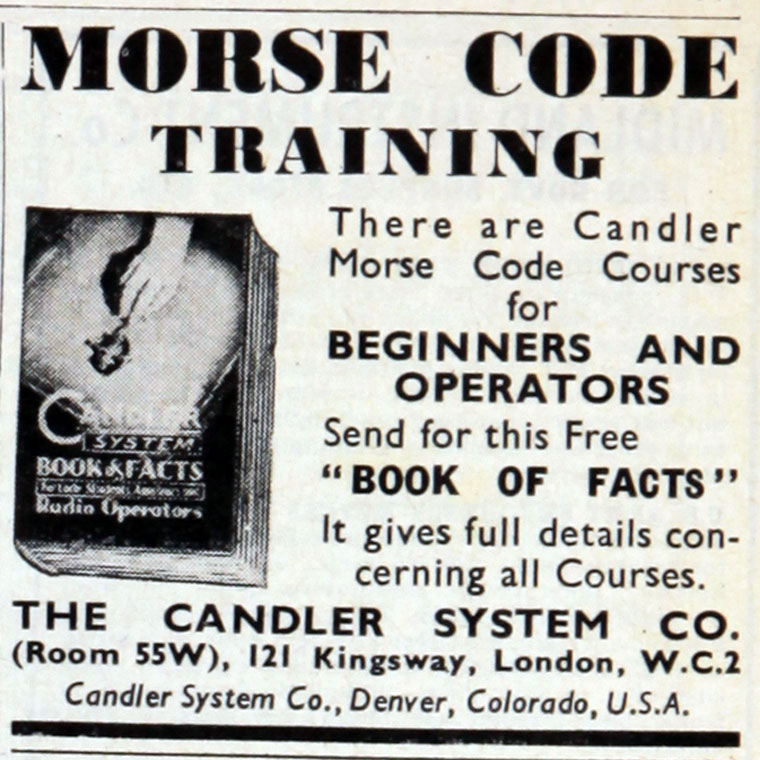 MORSE CODE
TRAINING
There are Candler
Morse Code Courses
for
BEGINNERS AND
OPERATORS
Send for this Free
"BOOK OF FACTS"
It gives full details con-
cerning all Courses.
CANDLER
SYSTEM
BOOK of FACTS
Radio Operators
THE CANDLER SYSTEM CO.
(Room 55W), 121 Kingsway, London, W.C.2
Candler System Co., Denver, Colorado, U.S.A.